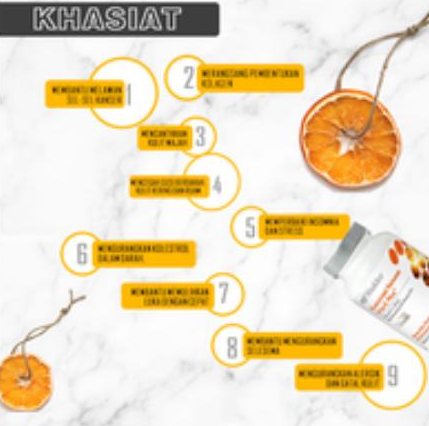 KHASIAT
1
MEMBANTU MELAWAN
SEL-SEL KANSER
2
MERANGSANG PEMBENTUKAN
KOLAGEN
3
MENCANTIKKAN
KULIT WAJAH
4
5
MEMPERBAIKI INSOMNIA
DAN STRESS
6
MENGURANGKAN KOLESTROL
DALAM DARAH
7
LUKA DENGAN CEPAT
8
MEMBANTU MENGURANGKAN
SELESEMA
9
MENGURANGKAN ALERGIK
DAN GATAL KULIT